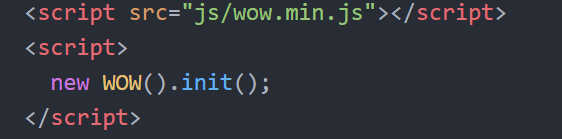 <script src="js/wow.min.js"></script>
<script>
new WOW().init();
</script>